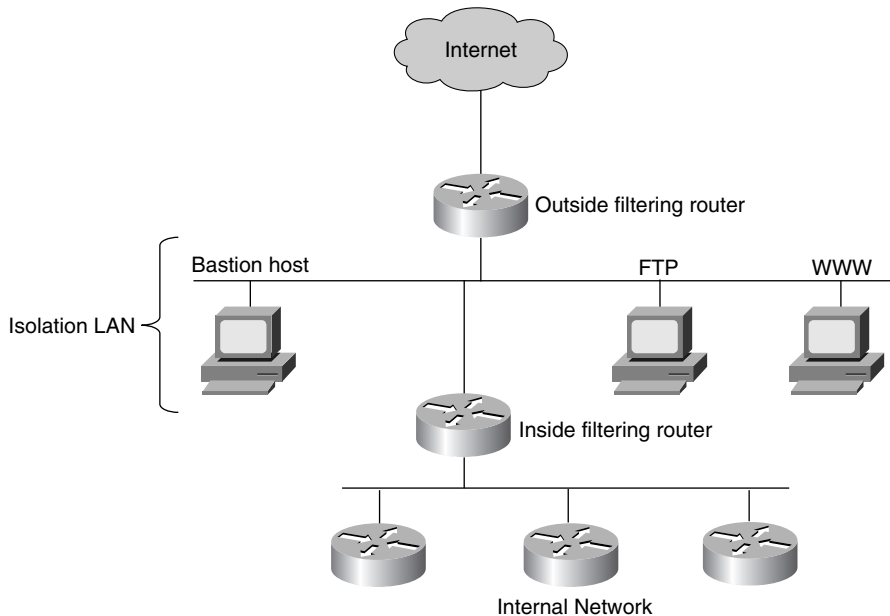 Internet
Outside filtering router
Bastion host
FTP
WWW
Isolation LAN
Inside filtering router
Internal Network